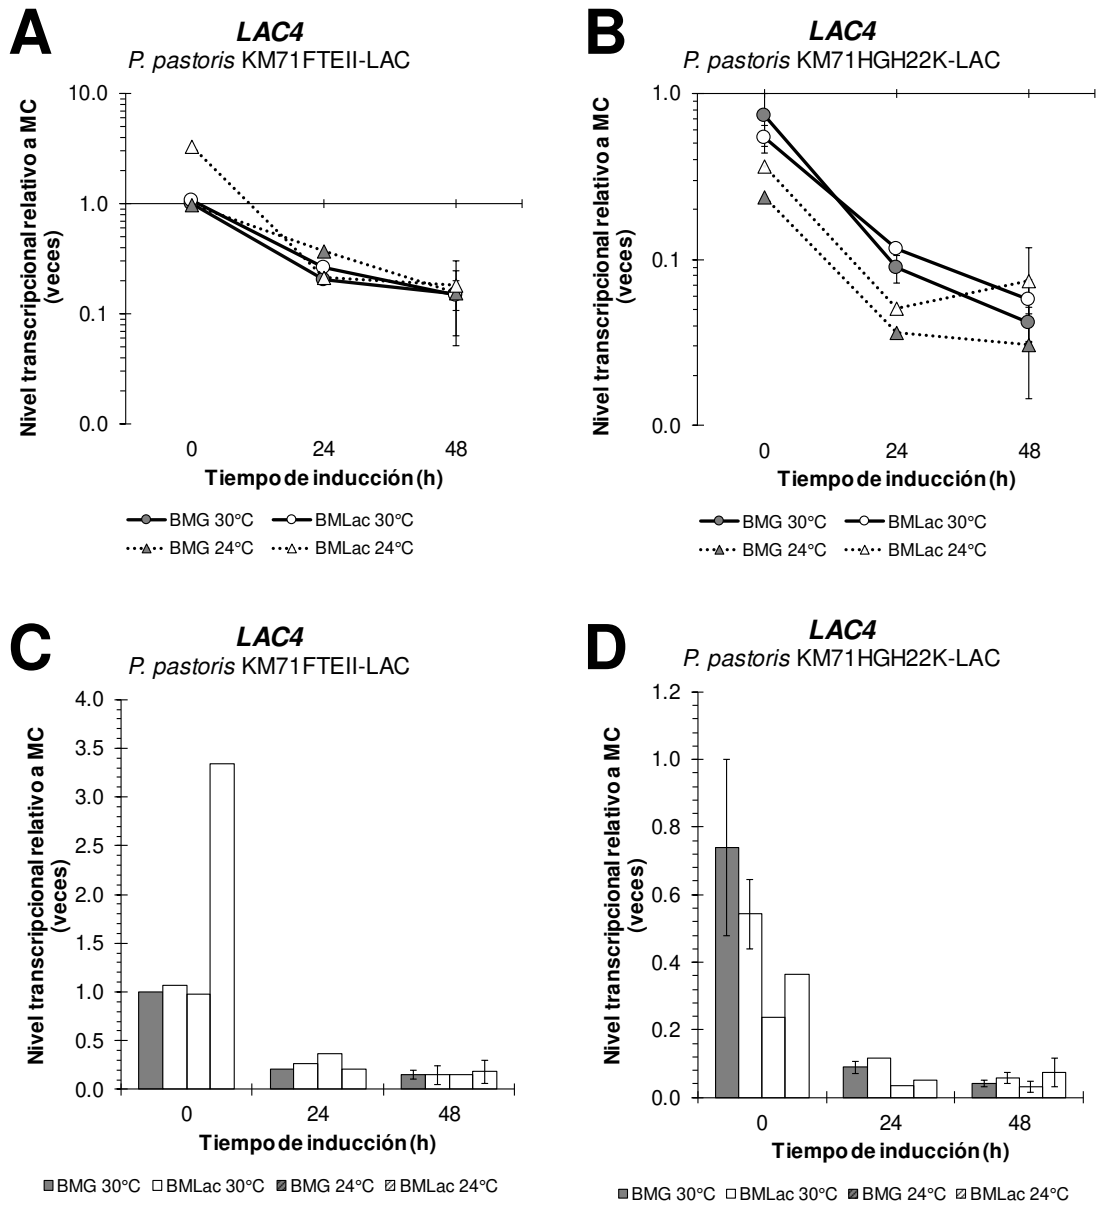 A
LAC4
P. pastoris KM71FTEII-LAC
Nivel transcripcional relativo a MC
(veces)
10.0
1.0
0.1
0.0
0 24 48
Tiempo de inducción (h)
BMG 30°C BMLac 30°C
BMG 24°C BMLac 24°C
B
LAC4
P. pastoris KM71HGH22K-LAC
Nivel transcripcional relativo a MC
(veces)
1.0
0.1
0.0
0 24 48
Tiempo de inducción (h)
BMG 30°C BMLac 30°C
BMG 24°C BMLac 24°C
C
LAC4
P. pastoris KM71FTEII-LAC
Nivel transcripcional relativo a MC
(veces)
4.0
3.5
3.0
2.5
2.0
1.5
1.0
0.5
0.0
0 24 48
Tiempo de inducción (h)
BMG 30°C BMLac 30°C BMG 24°C BMLac 24°C
D
LAC4
P. pastoris KM71HGH22K-LAC
Nivel transcripcional relativo a MC
(veces)
1.2
1.0
0.8
0.6
0.4
0.2
0.0
0 24 48
Tiempo de inducción (h)
BMG 30°C BMLac 30°C BMG 24°C BMLac 24°C